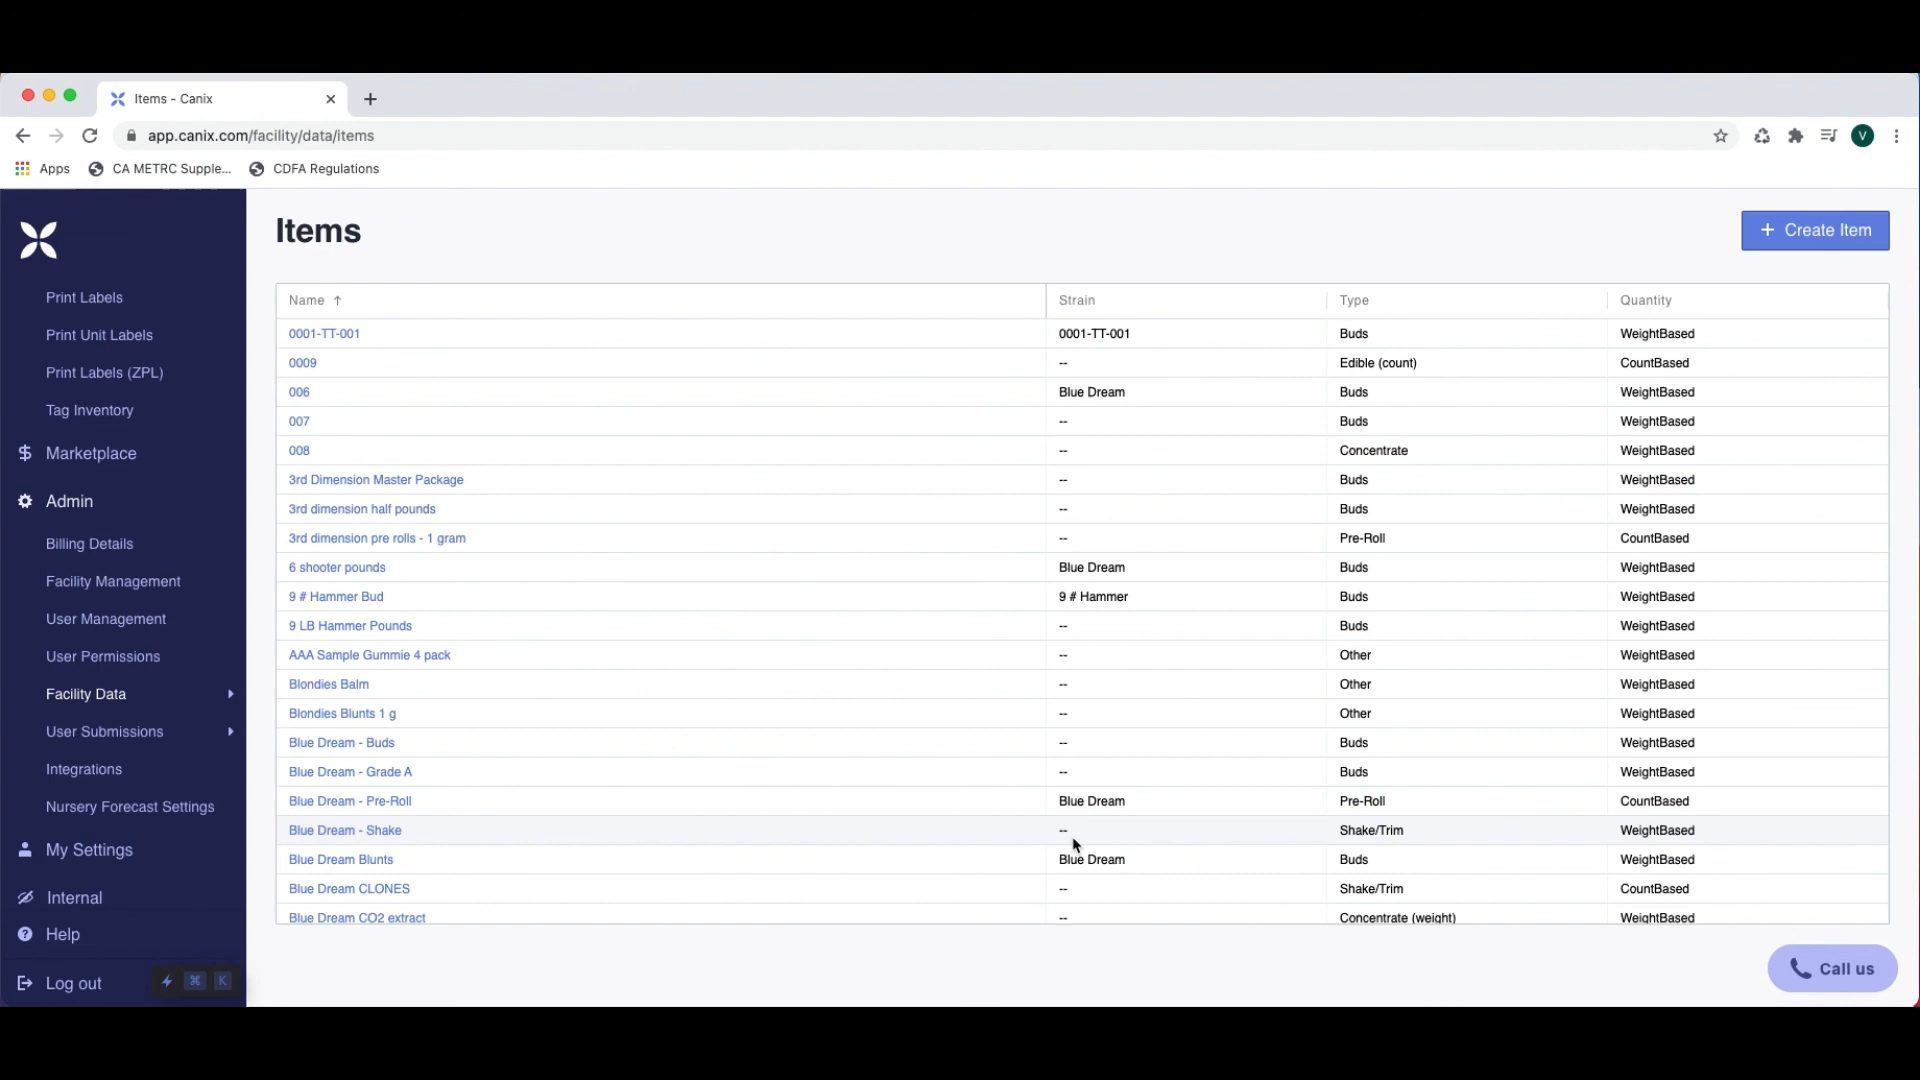 Items - Canix
app.canix.com/facility/data/items
V
Apps
CA METRC Supple...
CDFA Regulations
Print Labels
Print Unit Labels
Print Labels (ZPL)
Tag Inventory
Marketplace
Admin
Billing Details
Facility Management
User Management
User Permissions
Facility Data
User Submissions
Integrations
Nursery Forecast Settings
My Settings
Internal
Help
Log out ⌘ K
Items
+ Create Item
Name ↑ Strain Type Quantity
0001-TT-001 0001-TT-001 Buds WeightBased
0009 -- Edible (count) CountBased
006 Blue Dream Buds WeightBased
007 -- Buds WeightBased
008 -- Concentrate WeightBased
3rd Dimension Master Package -- Buds WeightBased
3rd dimension half pounds -- Buds WeightBased
3rd dimension pre rolls - 1 gram -- Pre-Roll CountBased
6 shooter pounds Blue Dream Buds WeightBased
9 # Hammer Bud 9 # Hammer Buds WeightBased
9 LB Hammer Pounds -- Buds WeightBased
AAA Sample Gummie 4 pack -- Other WeightBased
Blondies Balm -- Other WeightBased
Blondies Blunts 1 g -- Other WeightBased
Blue Dream - Buds -- Buds WeightBased
Blue Dream - Grade A -- Buds WeightBased
Blue Dream - Pre-Roll Blue Dream Pre-Roll CountBased
Blue Dream - Shake -- Shake/Trim WeightBased
Blue Dream Blunts Blue Dream Buds WeightBased
Blue Dream CLONES -- Shake/Trim CountBased
Blue Dream CO2 extract -- Concentrate (weight) WeightBased
Call us